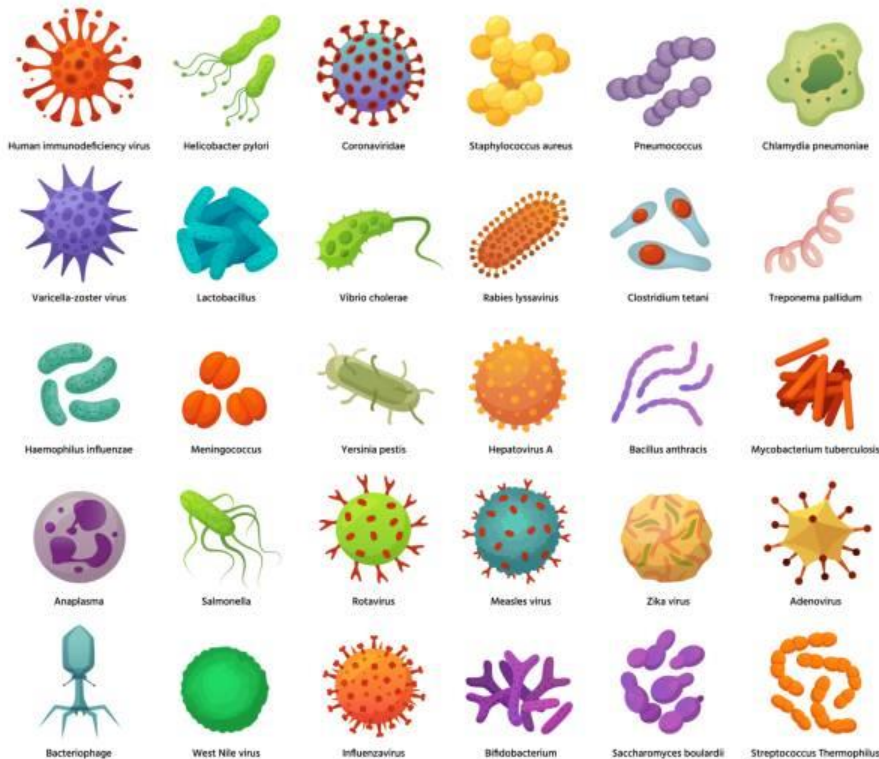 Human immunodeficiency virus
Helicobacter pylori
Coronaviridae
Staphylococcus aureus
Pneumococcus
Chlamydia pneumoniae
Varicella-zoster virus
Lactobacillus
Vibrio cholerae
Rabies lyssavirus
Clostridium tetani
Treponema pallidum
Haemophilus influenzae
Meningococcus
Yersinia pestis
Hepatovirus A
Bacillus anthracis
Mycobacterium tuberculosis
Anaplasma
Salmonella
Rotavirus
Measles virus
Zika virus
Adenovirus
Bacteriophage
West Nile virus
Influenzavirus
Bifidobacterium
Saccharomyces boulardii
Streptococcus Thermophilus